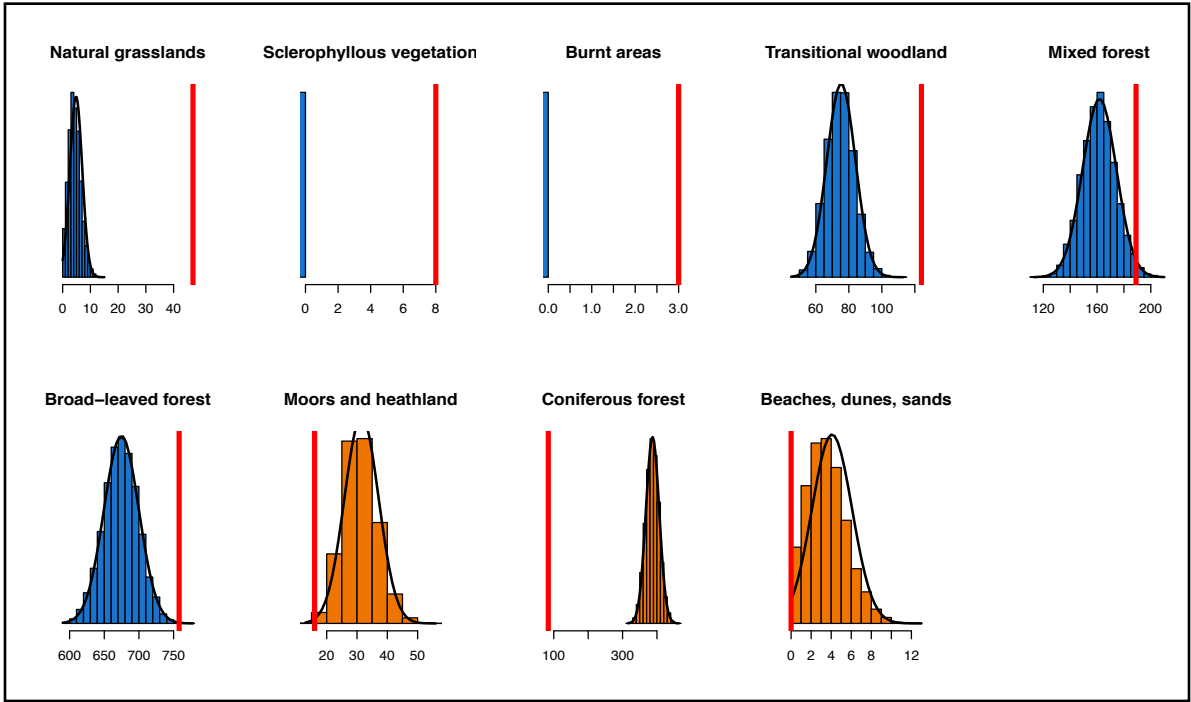 Natural grasslands
Sclerophyllous vegetation
Burnt areas
Transitional woodland
Mixed forest
0 10 20 30 40
0 2 4 6 8
0.0 1.0 2.0 3.0
60 80 100
120 160 200
Broad−leaved forest
Moors and heathland
Coniferous forest
Beaches, dunes, sands
600 650 700 750
20 30 40 50
100 300
0 2 4 6 8 12